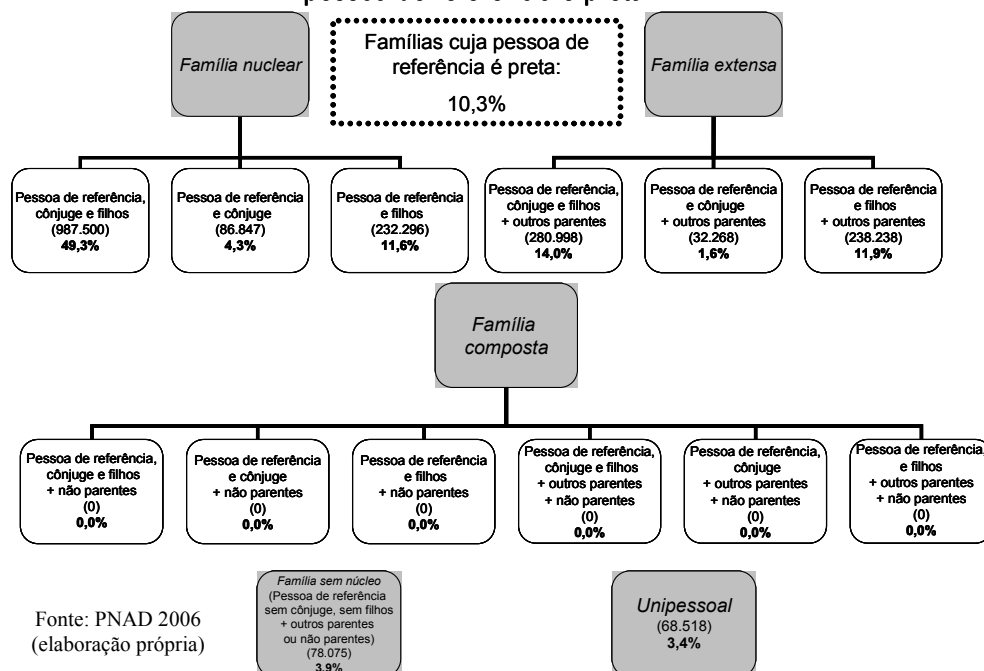 pessoa de referência é preta
Família nuclear
Famílias cuja pessoa de
referência é preta:
10,3%
Família extensa
Pessoa de referência,
cônjuge e filhos
(987.500)
49,3%
Pessoa de referência
e cônjuge
(86.847)
4,3%
Pessoa de referência
e filhos
(232.296)
11,6%
Pessoa de referência,
cônjuge e filhos
+ outros parentes
(280.998)
14,0%
Pessoa de referência
e cônjuge
+ outros parentes
(32.268)
1,6%
Pessoa de referência
e filhos
+ outros parentes
(238.238)
11,9%
Família
composta
Pessoa de referência,
cônjuge e filhos
+ não parentes
(0)
0,0%
Pessoa de referência
e cônjuge
+ não parentes
(0)
0,0%
Pessoa de referência
e filhos
+ não parentes
(0)
0,0%
Pessoa de referência,
cônjuge e filhos
+ outros parentes
+ não parentes
(0)
0,0%
Pessoa de referência,
cônjuge
+ outros parentes
+ não parentes
(0)
0,0%
Pessoa de referência,
e filhos
+ outros parentes
+ não parentes
(0)
0,0%
Fonte: PNAD 2006
(elaboração própria)
Família sem núcleo
(Pessoa de referência
sem cônjuge, sem filhos
+ outros parentes
ou não parentes)
(78.075)
3,9%
Unipessoal
(68.518)
3,4%